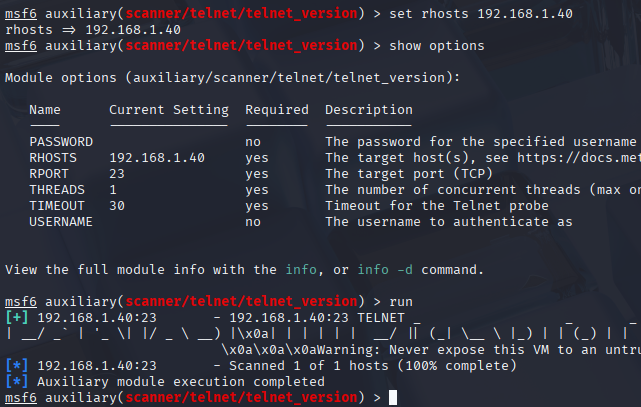 msf6 auxiliary(scanner/telnet/telnet_version) > set rhosts 192.168.1.40
rhosts => 192.168.1.40
msf6 auxiliary(scanner/telnet/telnet_version) > show options
Module options (auxiliary/scanner/telnet/telnet_version):
Name Current Setting Required Description
PASSWORD no The password for the specified username
RHOSTS 192.168.1.40 yes The target host(s), see https://docs.met
RPORT 23 yes The target port (TCP)
THREADS 1 yes The number of concurrent threads (max on
TIMEOUT 30 yes Timeout for the Telnet probe
USERNAME no The username to authenticate as
View the full module info with the info, or info -d command.
msf6 auxiliary(scanner/telnet/telnet_version) > run
[+] 192.168.1.40:23 - 192.168.1.40:23 TELNET _ _ _
| __/ _` | '_ \| |/ _ \ __) |\x0a| | | | | | __/ || (_| \__ \ |_) | | (_) | |
\x0a\x0a\x0aWarning: Never expose this VM to an untru
[*] 192.168.1.40:23 - Scanned 1 of 1 hosts (100% complete)
[*] Auxiliary module execution completed
msf6 auxiliary(scanner/telnet/telnet_version) >